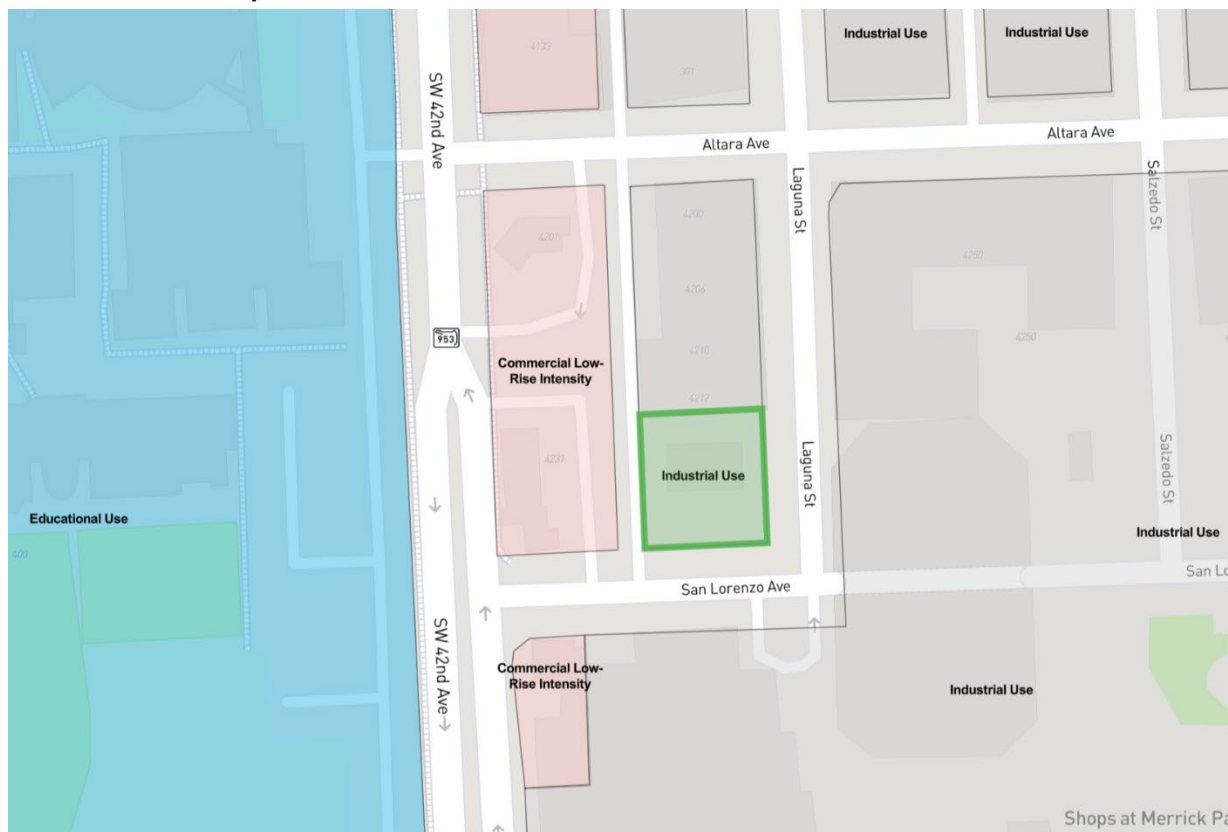 Industrial Use
Industrial Use
4133
301
SW 42nd Ave
Altara Ave
Altara Ave
Laguna St
Salzedo St
4200
4201
4250
4206
4250
953
4210
Commercial Low-
Rise Intensity
4212
4231
Industrial Use
Laguna St
Salzedo St
Educational Use
400
Industrial Use
San Lorenzo Ave
San Lo
SW 42nd Ave
Commercial Low-
Rise Intensity
Industrial Use
Shops at Merrick Pa